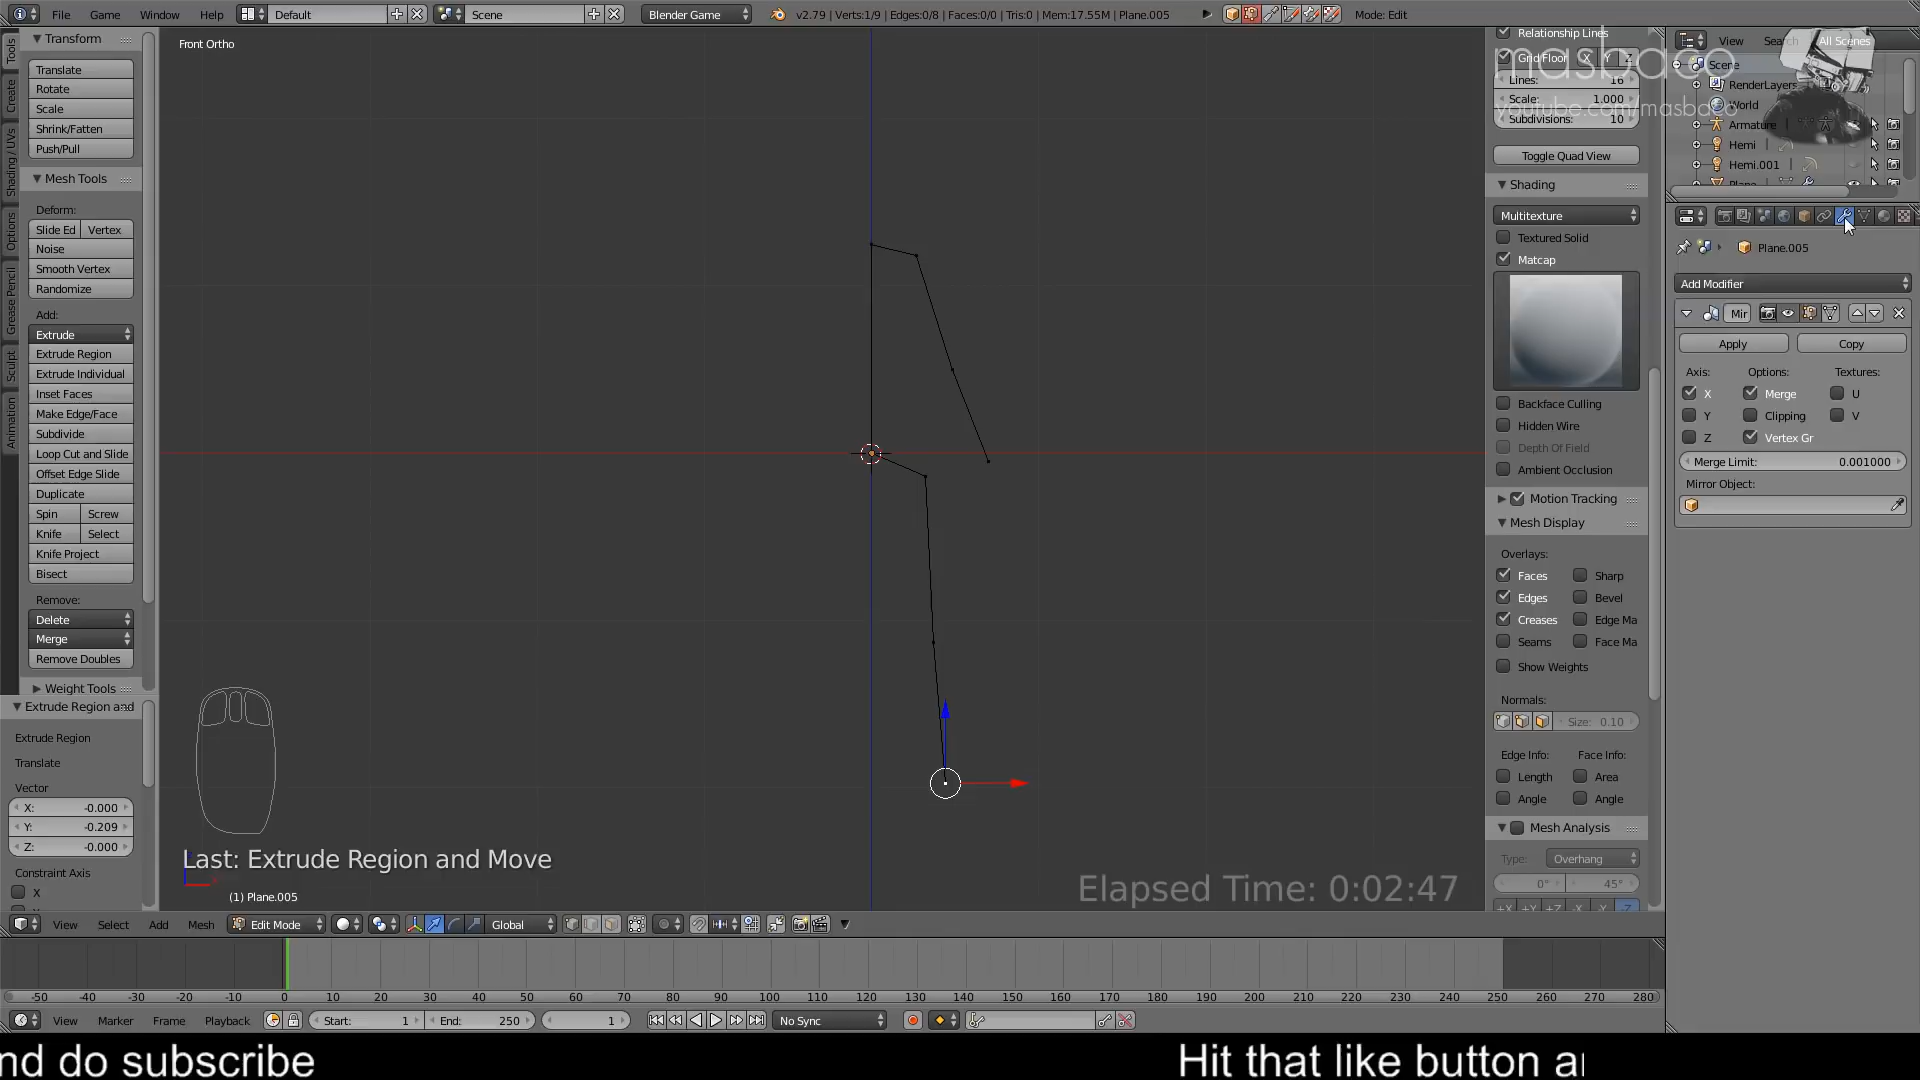 File Game Window Help Default Scene Blender Game v2.79 | Verts:1/9 | Edges:0/8 | Faces:0/0 | Tris:0 | Mem:17.55M | Plane.005 Mode: Edit
Tools
Create
Shading / UVs
Options
Grease Pencil
Sculpt
Animation
Transform
Translate
Rotate
Scale
Shrink/Fatten
Push/Pull
Mesh Tools
Deform:
Slide Ed Vertex
Noise
Smooth Vertex
Randomize
Add:
Extrude
Extrude Region
Extrude Individual
Inset Faces
Make Edge/Face
Subdivide
Loop Cut and Slide
Offset Edge Slide
Duplicate
Spin Screw
Knife Select
Knife Project
Bisect
Remove:
Delete
Merge
Remove Doubles
Weight Tools
Extrude Region and
Extrude Region
Translate
Vector
X: -0.000
Y: -0.209
Z: -0.000
Constraint Axis
X
Front Ortho
Last: Extrude Region and Move
(1) Plane.005
Elapsed Time: 0:02:47
Relationship Lines
Grid Floor X Y Z
Lines: 16
Scale: 1.000
Subdivisions: 10
Toggle Quad View
Shading
Multitexture
Textured Solid
Matcap
Backface Culling
Hidden Wire
Depth Of Field
Ambient Occlusion
Motion Tracking
Mesh Display
Overlays:
Faces Sharp
Edges Bevel
Creases Edge Ma
Seams Face Ma
Show Weights
Normals:
Size: 0.10
Edge Info: Face Info:
Length Area
Angle Angle
Mesh Analysis
Type: Overhang
0° 45°
+X +Y +Z -X -Y -Z
masbaco
youtube.com/masbaco
View Search All Scenes
Scene
RenderLayers
World
Armature
Hemi
Hemi.001
Plane
Plane.005
Add Modifier
Mir
Apply Copy
Axis: Options: Textures:
X Merge U
Y Clipping V
Z Vertex Gr
Merge Limit: 0.001000
Mirror Object:
View Select Add Mesh Edit Mode Global
-50 -40 -30 -20 -10 0 10 20 30 40 50 60 70 80 90 100 110 120 130 140 150 160 170 180 190 200 210 220 230 240 250 260 270 280
View Marker Frame Playback Start: 1 End: 250 1 No Sync
nd do subscribe Hit that like button a